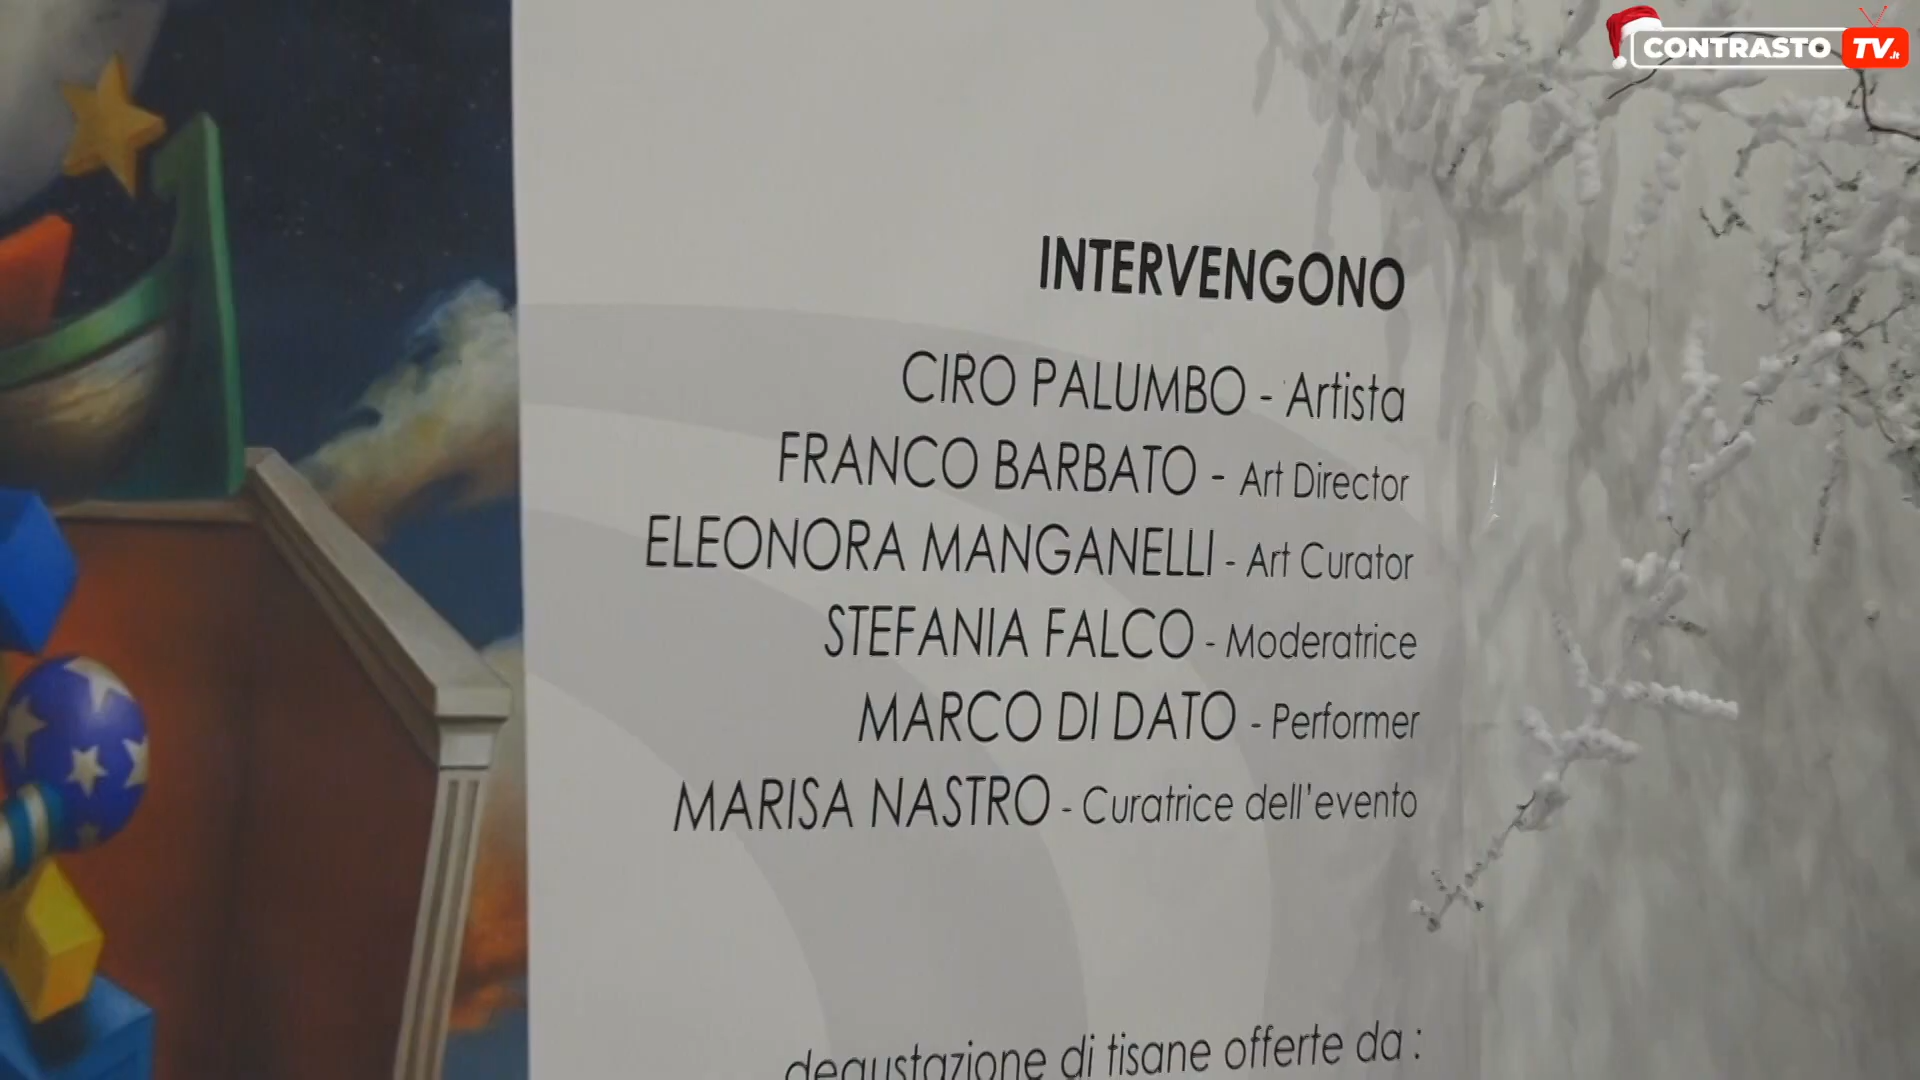 CONTRASTO TV.it
INTERVENGONO
CIRO PALUMBO - Artista
FRANCO BARBATO - Art Director
ELEONORA MANGANELLI - Art Curator
STEFANIA FALCO - Moderatrice
MARCO DI DATO - Performer
MARISA NASTRO - Curatrice dell'evento
degustazione di tisane offerte da :